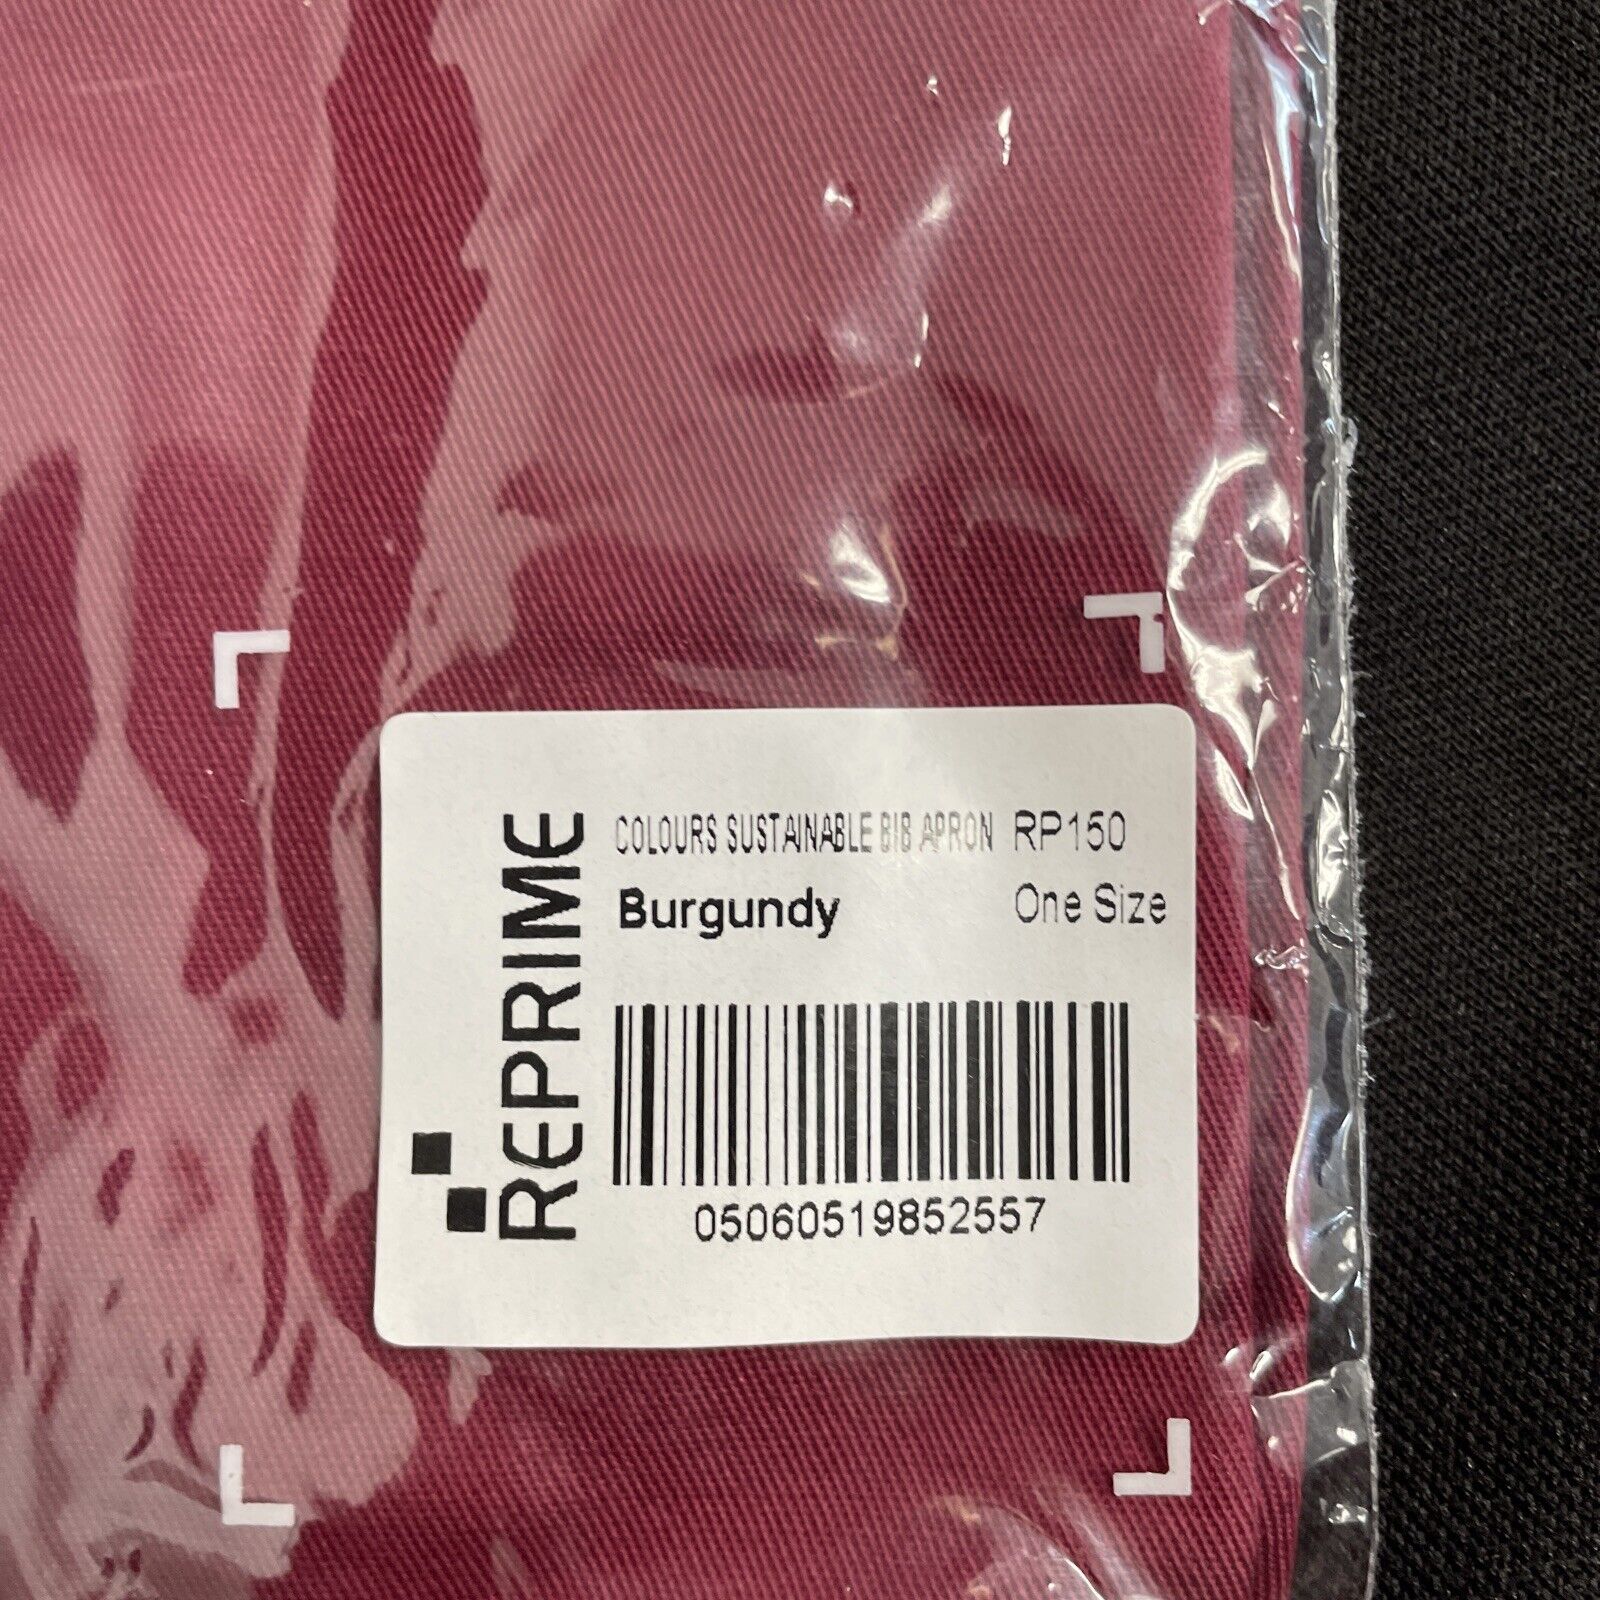 REPRIME
COLOURS SUSTAINABLE BIB APRON RP150
Burgundy One Size
05060519852557